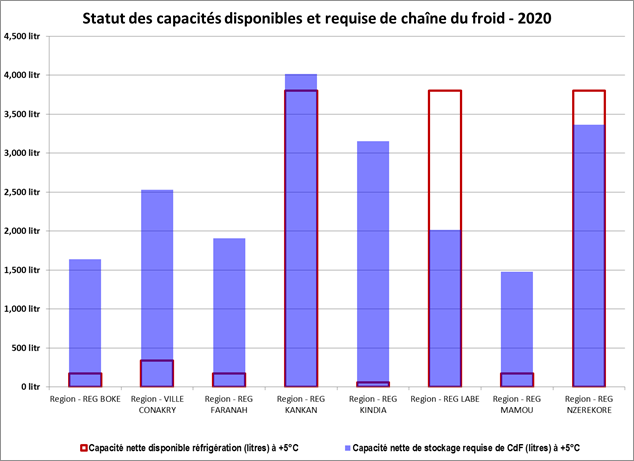 Statut des capacités disponibles et requise de chaîne du froid - 2020
4,500 litr
4,000 litr
3,500 litr
3,000 litr
2,500 litr
2,000 litr
1,500 litr
1,000 litr
500 litr
0 litr
Region - REG BOKE
Region - VILLE CONAKRY
Region - REG FARANAH
Region - REG KANKAN
Region - REG KINDIA
Region - REG LABE
Region - REG MAMOU
Region - REG NZEREKORE
Capacité nette disponible réfrigération (litres) à +5°C
Capacité nette de stockage requise de CdF (litres) à +5°C